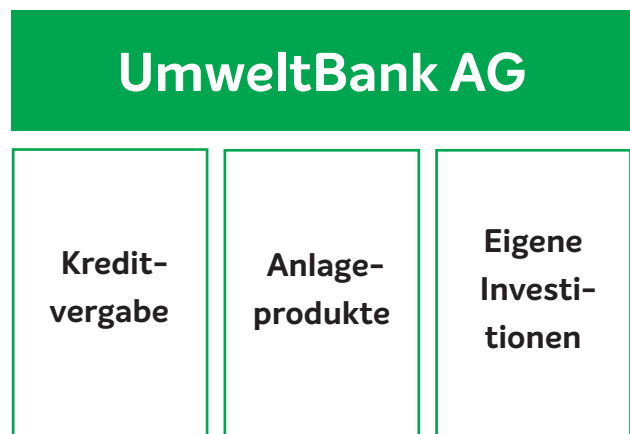 UmweltBank AG
Kredit-
vergabe
Anlage-
produkte
Eigene
Investi-
tionen